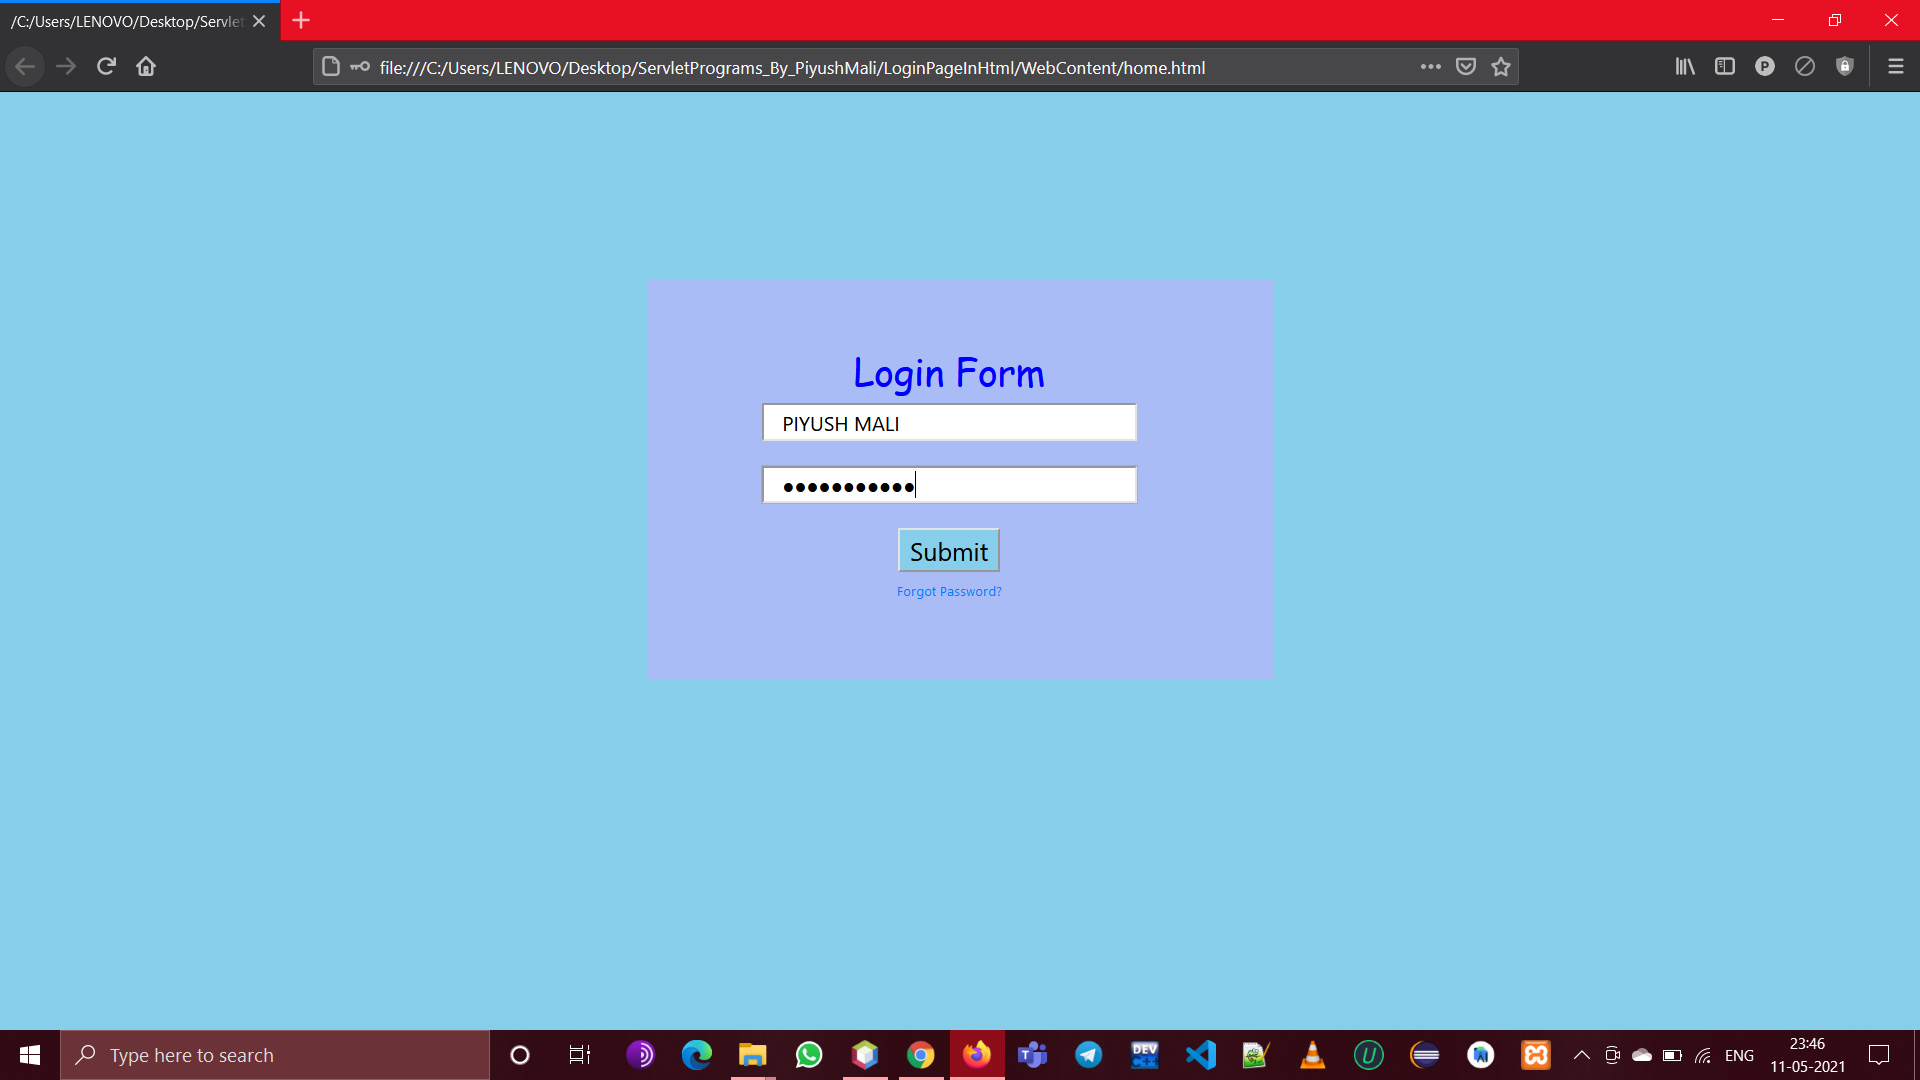 /C:/Users/LENOVO/Desktop/Servlet
file:///C:/Users/LENOVO/Desktop/ServletPrograms_By_PiyushMali/LoginPageInHtml/WebContent/home.html
P
Login Form
PIYUSH MALI
●●●●●●●●●●●
Submit
Forgot Password?
Type here to search
DEV
ENG
23:46
11-05-2021